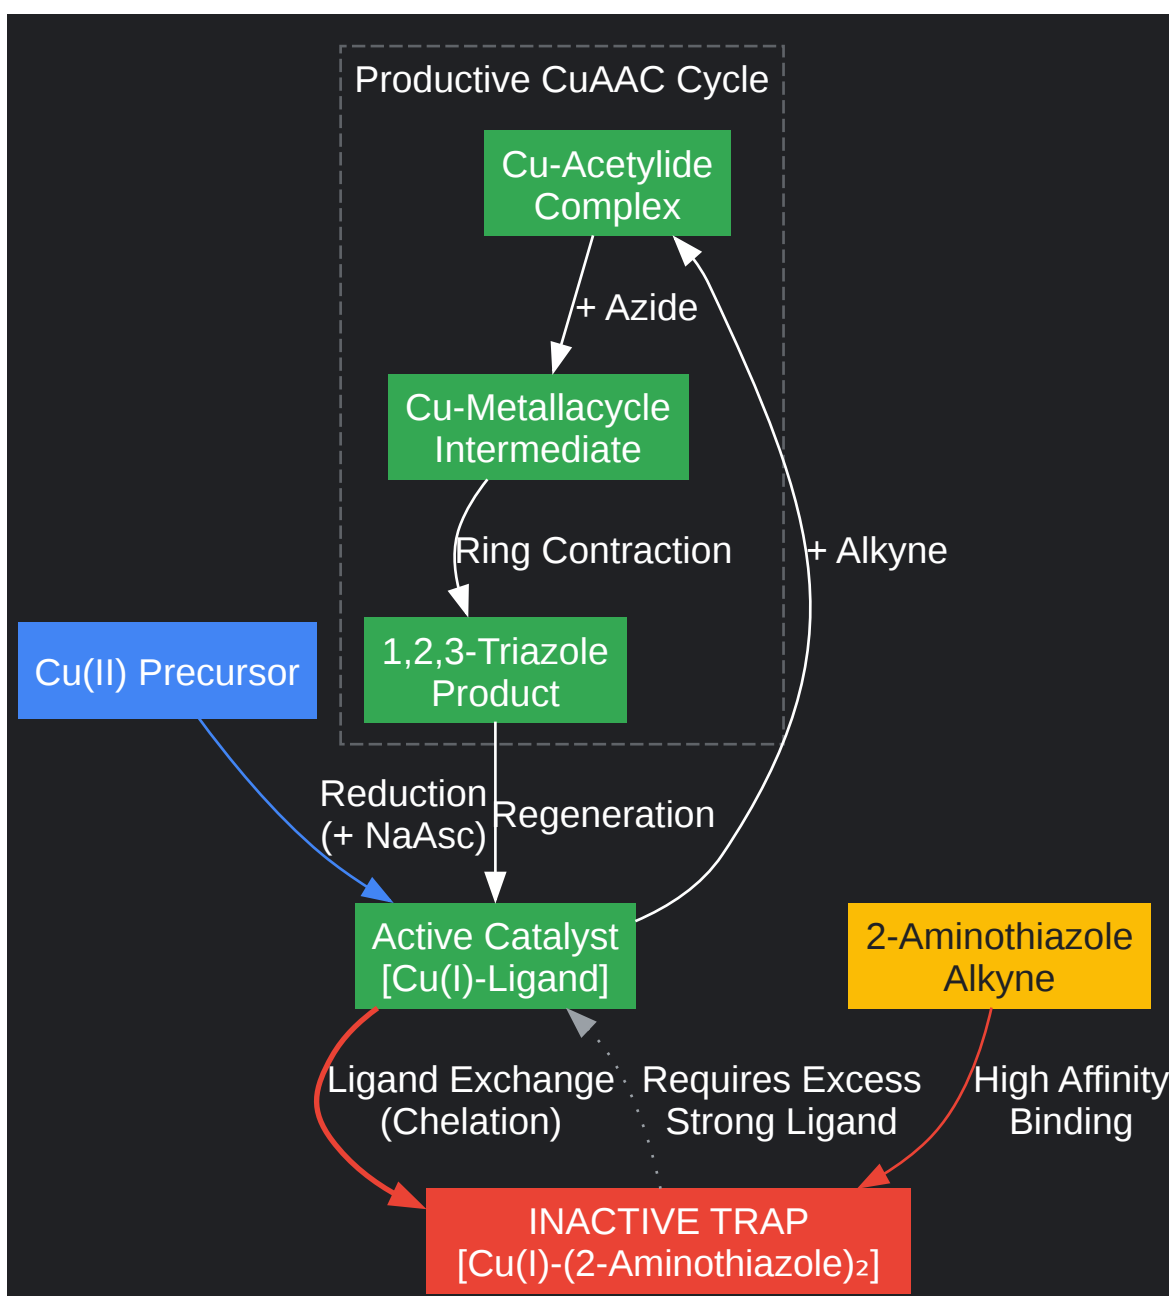 Productive CuAAC Cycle
Cu-Acetylide
Complex
+ Azide
Cu-Metallacycle
Intermediate
Ring Contraction
+ Alkyne
Cu(II) Precursor
1,2,3-Triazole
Product
Reduction
(+ NaAsc)
Regeneration
Active Catalyst
[Cu(I)-Ligand]
2-Aminothiazole
Alkyne
Ligand Exchange
(Chelation)
Requires Excess
Strong Ligand
High Affinity
Binding
INACTIVE TRAP
[Cu(I)-(2-Aminothiazole)₂]